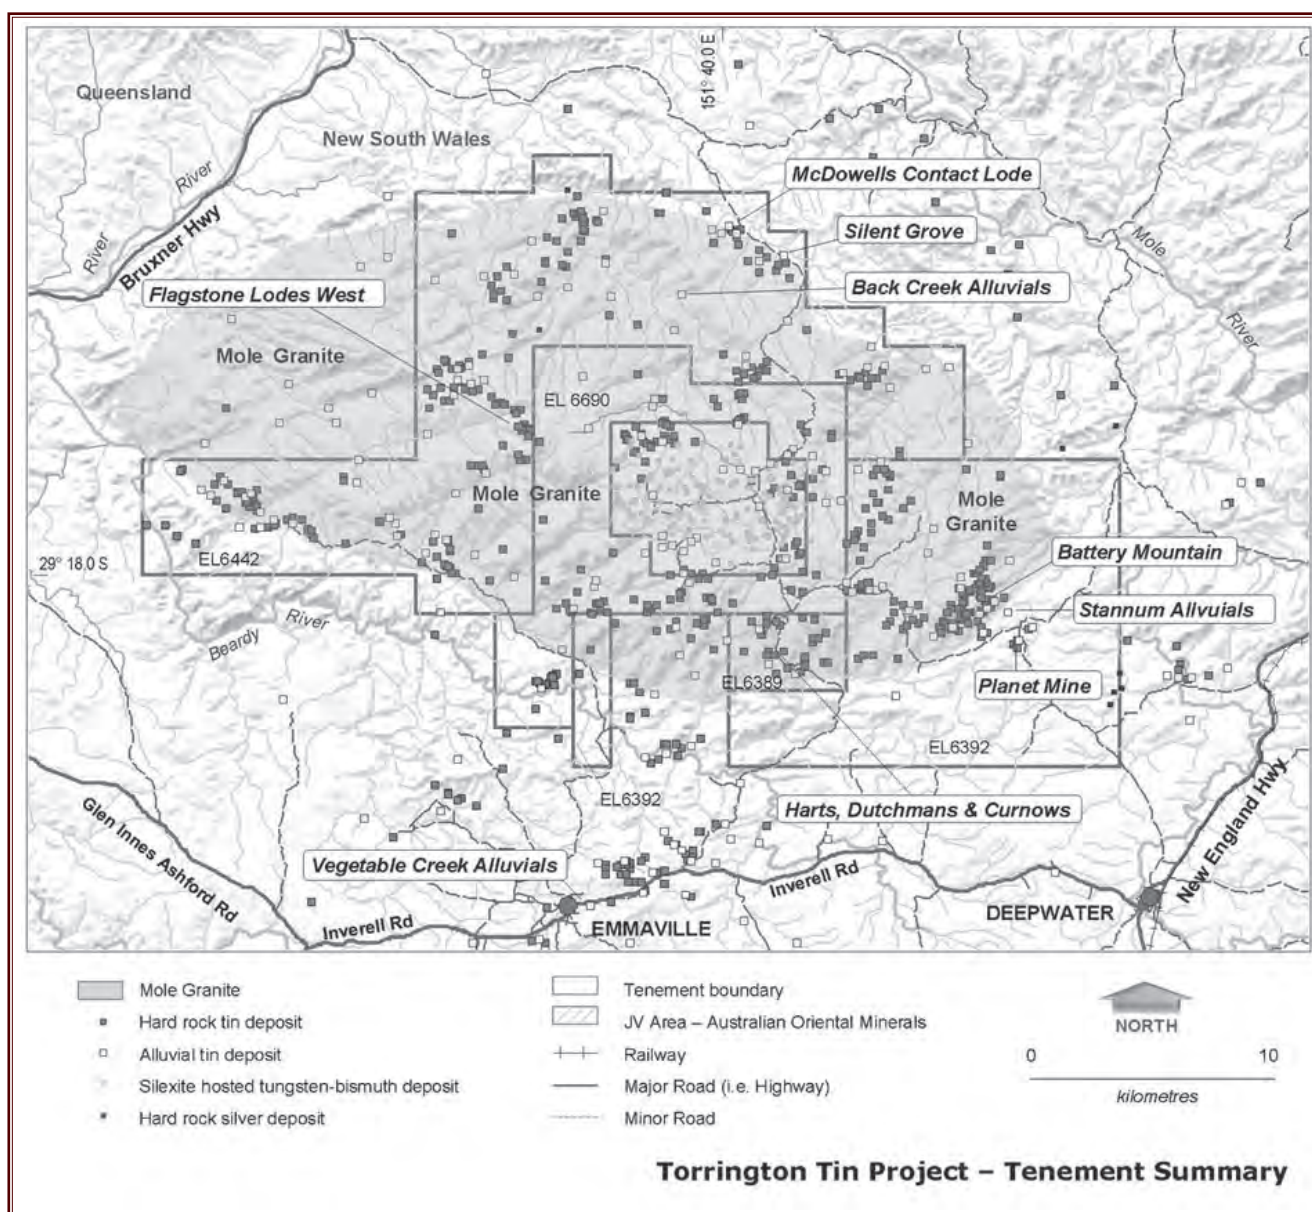 Queensland
New South Wales
151° 40.0 E
River
River
Bruxner Hwy
McDowells Contact Lode
Silent Grove
Mole
River
Back Creek Alluvials
Flagstone Lodes West
Mole Granite
EL 6690
Mole Granite
Mole
Granite
29° 18.0 S
EL6442
Battery Mountain
Stannum Allvuials
Beardy
River
Planet Mine
EL6389
EL6392
EL6392
Harts, Dutchmans & Curnows
Glen Innes Ashford Rd
Vegetable Creek Alluvials
Inverell Rd
Inverell Rd
EMMAVILLE
DEEPWATER
New England Hwy
Mole Granite
Hard rock tin deposit
Alluvial tin deposit
Silexite hosted tungsten-bismuth deposit
Hard rock silver deposit
Tenement boundary
JV Area – Australian Oriental Minerals
Railway
Major Road (i.e. Highway)
Minor Road
NORTH
0 10
kilometres
Torrington Tin Project – Tenement Summary